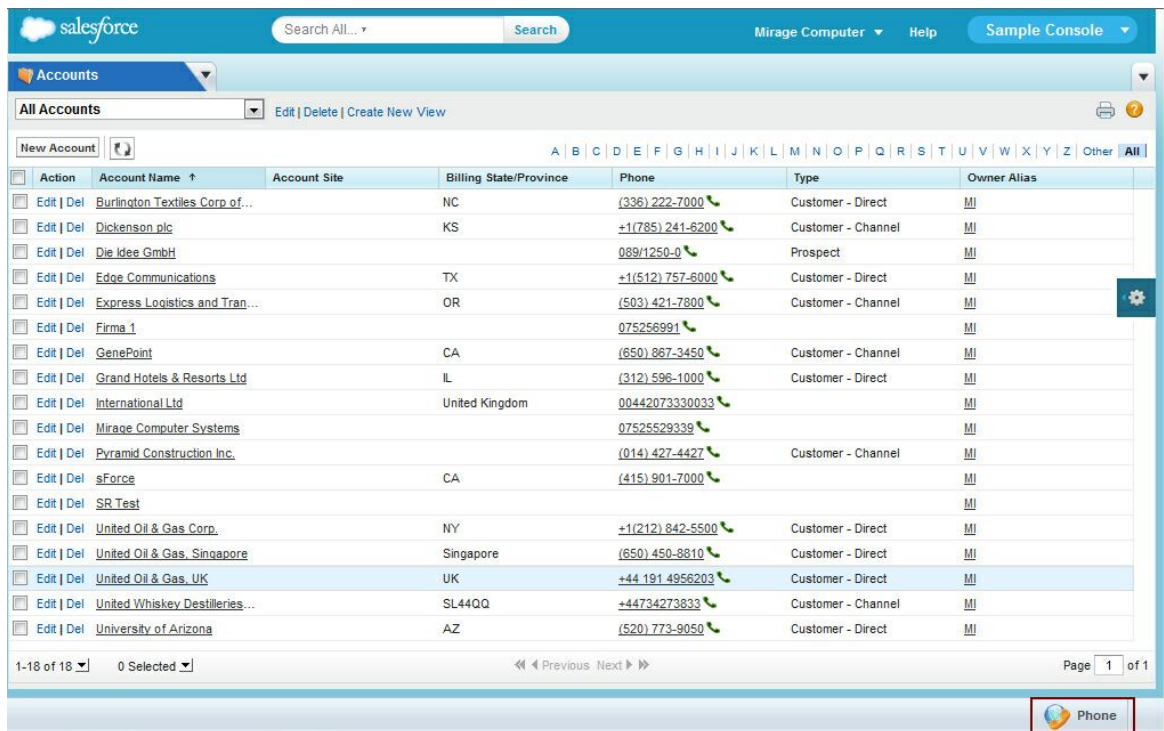 salesforce Search All... Search Mirage Computer Help Sample Console
Accounts
All Accounts Edit | Delete | Create New View
New Account A | B | C | D | E | F | G | H | I | J | K | L | M | N | O | P | Q | R | S | T | U | V | W | X | Y | Z | Other All
Action Account Name ↑ Account Site Billing State/Province Phone Type Owner Alias
Edit | Del Burlington Textiles Corp of... NC (336) 222-7000 Customer - Direct MI
Edit | Del Dickenson plc KS +1(785) 241-6200 Customer - Channel MI
Edit | Del Die Idee GmbH 089/1250-0 Prospect MI
Edit | Del Edge Communications TX +1(512) 757-6000 Customer - Direct MI
Edit | Del Express Logistics and Tran... OR (503) 421-7800 Customer - Channel MI
Edit | Del Firma 1 075256991 MI
Edit | Del GenePoint CA (650) 867-3450 Customer - Channel MI
Edit | Del Grand Hotels & Resorts Ltd IL (312) 596-1000 Customer - Direct MI
Edit | Del International Ltd United Kingdom 00442073330033 MI
Edit | Del Mirage Computer Systems 07525529339 MI
Edit | Del Pyramid Construction Inc. (014) 427-4427 Customer - Channel MI
Edit | Del sForce CA (415) 901-7000 MI
Edit | Del SR Test MI
Edit | Del United Oil & Gas Corp. NY +1(212) 842-5500 Customer - Direct MI
Edit | Del United Oil & Gas, Singapore Singapore (650) 450-8810 Customer - Direct MI
Edit | Del United Oil & Gas, UK UK +44 191 4956203 Customer - Direct MI
Edit | Del United Whiskey Destilleries... SL44QQ +44734273833 Customer - Channel MI
Edit | Del University of Arizona AZ (520) 773-9050 Customer - Direct MI
1-18 of 18 0 Selected Previous Next Page 1 of 1
Phone